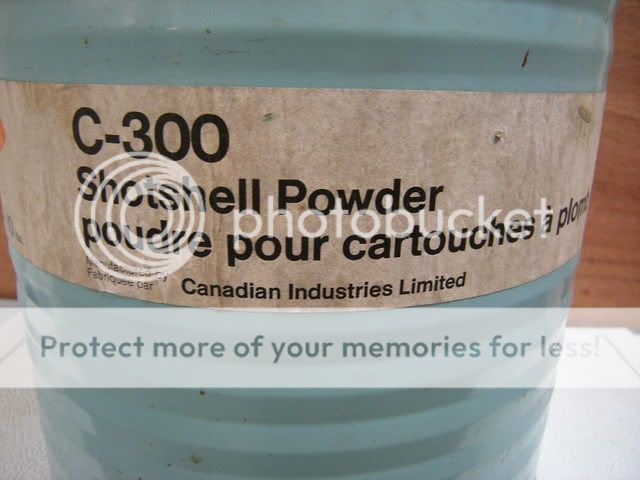 C-300
Shotshell Powder
poudre pour cartouches à plomb
Manufactured by
Fabriquée par
Canadian Industries Limited
photobucket
Protect more of your memories for less!